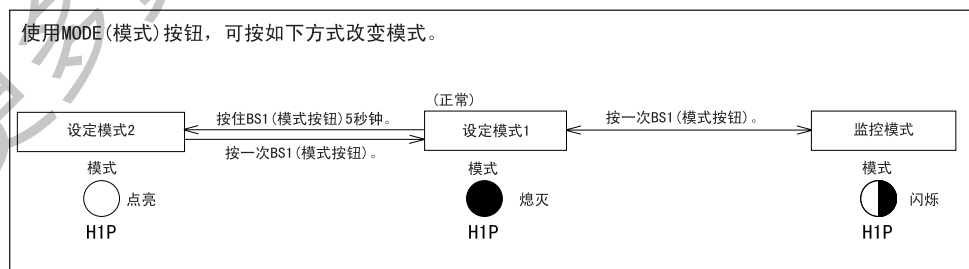 使用MODE(模式)按钮，可按如下方式改变模式。
(正常)
设定模式2
按住BS1(模式按钮)5秒钟。
按一次BS1(模式按钮)。
设定模式1
按一次BS1(模式按钮)。
监控模式
模式
点亮
H1P
模式
熄灭
H1P
模式
闪烁
H1P